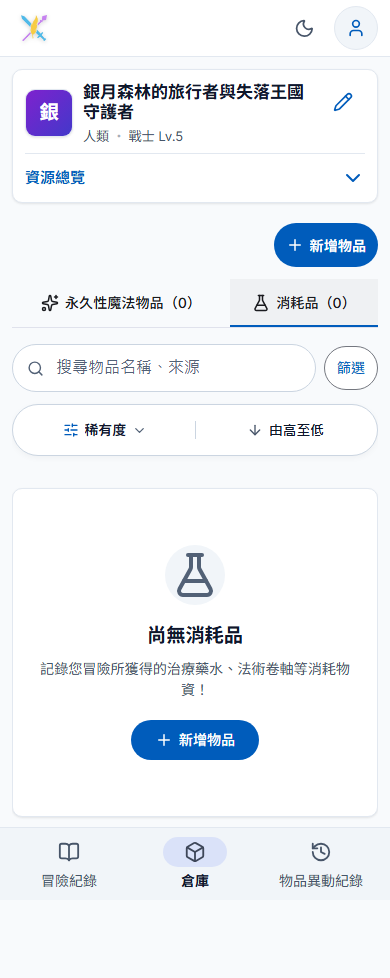 銀
銀月森林的旅行者與失落王國
守護者
人類 • 戰士 Lv.5
資源總覽
新增物品
永久性魔法物品（0）
消耗品（0）
搜尋物品名稱、來源
篩選
稀有度
由高至低
尚無消耗品
記錄您冒險所獲得的治療藥水、法術卷軸等消耗物
資！
新增物品
冒險紀錄
倉庫
物品異動紀錄